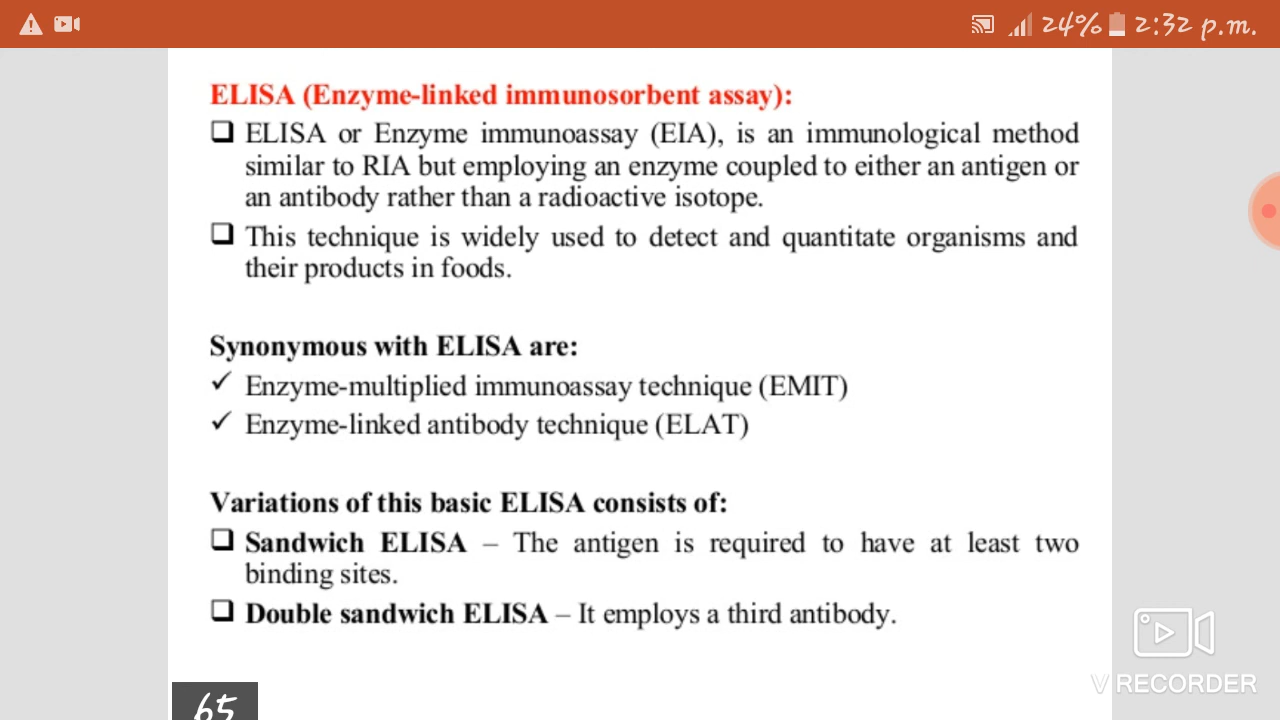 24% 2:32 p.m.
ELISA (Enzyme-linked immunosorbent assay):
❑ ELISA or Enzyme immunoassay (EIA), is an immunological method
similar to RIA but employing an enzyme coupled to either an antigen or
an antibody rather than a radioactive isotope.
❑ This technique is widely used to detect and quantitate organisms and
their products in foods.
Synonymous with ELISA are:
✓ Enzyme-multiplied immunoassay technique (EMIT)
✓ Enzyme-linked antibody technique (ELAT)
Variations of this basic ELISA consists of:
❑ Sandwich ELISA – The antigen is required to have at least two
binding sites.
❑ Double sandwich ELISA – It employs a third antibody.
V RECORDER
65